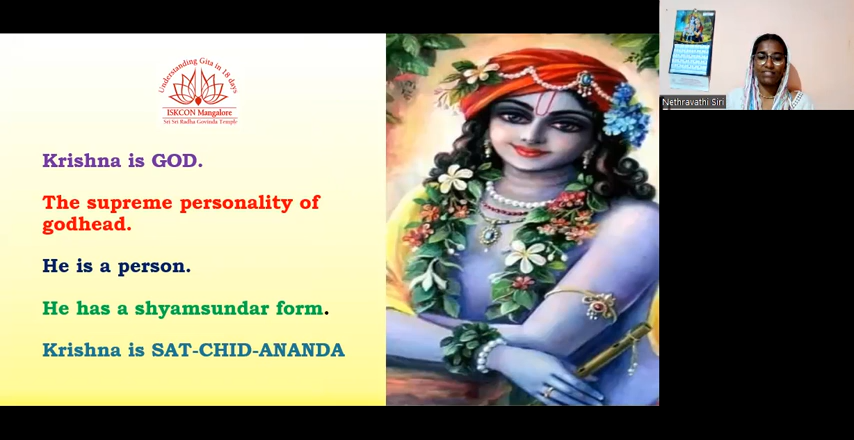 Understanding Gita in 18 days
ISKCON Mangalore
Sri Sri Radha Govinda Temple
Krishna is GOD.
The supreme personality of
godhead.
He is a person.
He has a shyamsundar form.
Krishna is SAT-CHID-ANANDA
Nethravathi Siri